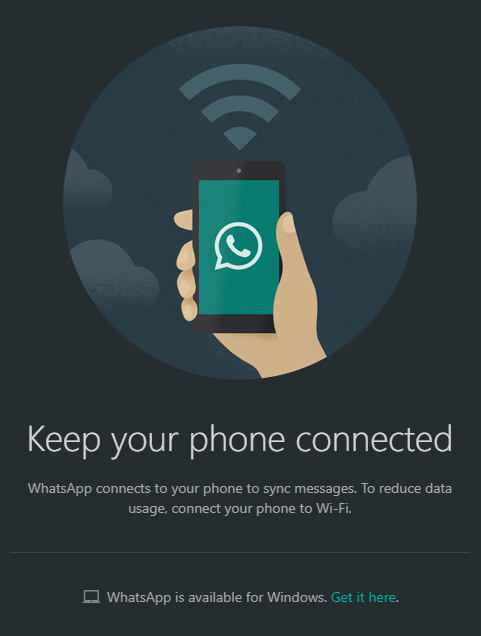 Keep your phone connected
WhatsApp connects to your phone to sync messages. To reduce data
usage, connect your phone to Wi-Fi.
WhatsApp is available for Windows. Get it here.